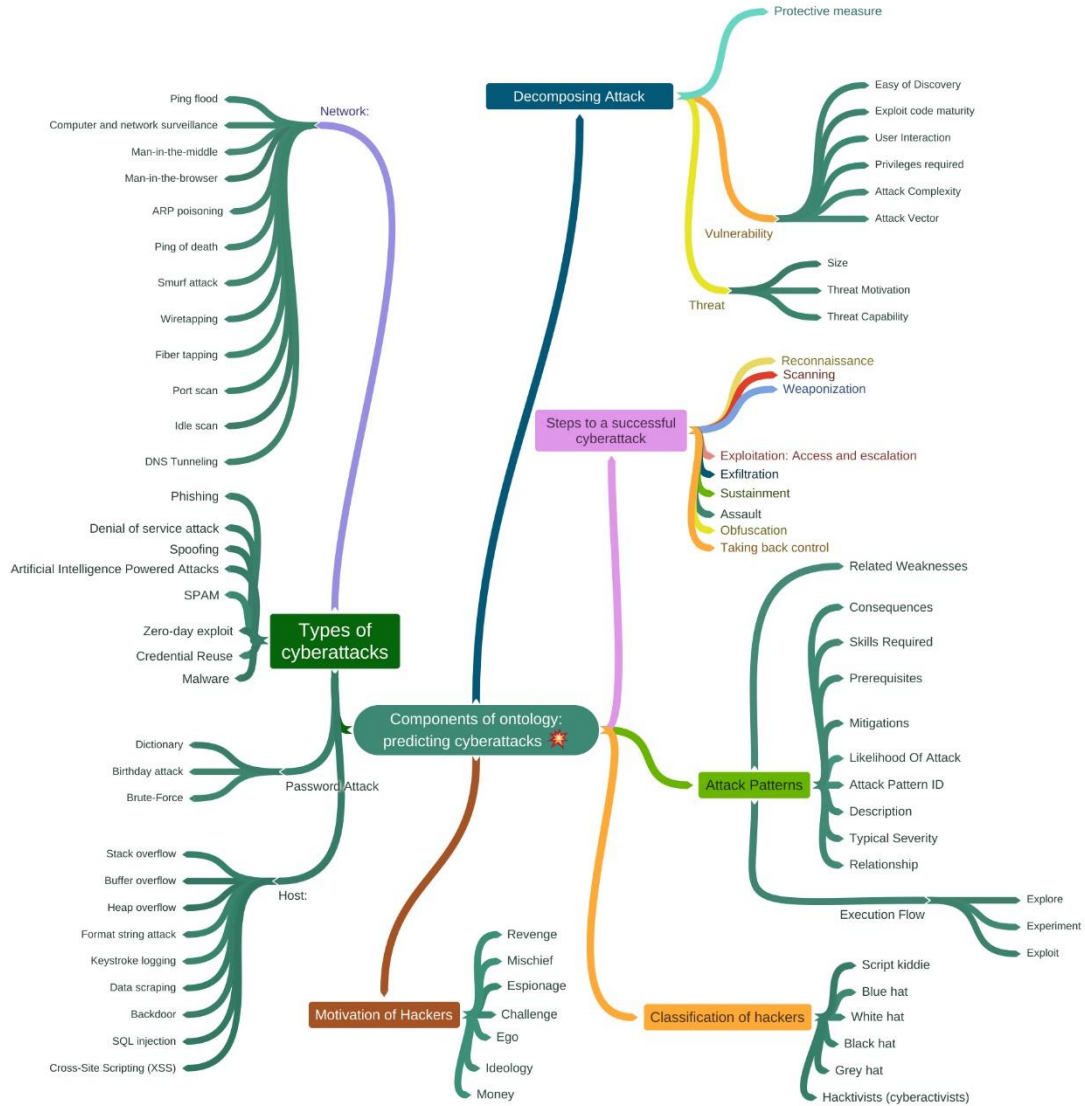 Protective measure
Decomposing Attack
Easy of Discovery
Exploit code maturity
User Interaction
Privileges required
Attack Complexity
Attack Vector
Vulnerability
Size
Threat Motivation
Threat Capability
Threat
Network:
Ping flood
Computer and network surveillance
Man-in-the-middle
Man-in-the-browser
ARP poisoning
Ping of death
Smurf attack
Wiretapping
Fiber tapping
Port scan
Idle scan
DNS Tunneling
Reconnaissance
Scanning
Weaponization
Steps to a successful
cyberattack
Exploitation: Access and escalation
Exfiltration
Sustainment
Assault
Obfuscation
Taking back control
Phishing
Denial of service attack
Spoofing
Artificial Intelligence Powered Attacks
SPAM
Zero-day exploit
Credential Reuse
Malware
Types of
cyberattacks
Components of ontology:
predicting cyberattacks 💥
Dictionary
Birthday attack
Brute-Force
Password Attack
Related Weaknesses
Consequences
Skills Required
Prerequisites
Mitigations
Likelihood Of Attack
Attack Patterns
Attack Pattern ID
Description
Typical Severity
Relationship
Execution Flow
Explore
Experiment
Exploit
Stack overflow
Buffer overflow
Heap overflow
Format string attack
Keystroke logging
Data scraping
Backdoor
SQL injection
Cross-Site Scripting (XSS)
Host:
Motivation of Hackers
Revenge
Mischief
Espionage
Challenge
Ego
Ideology
Money
Classification of hackers
Script kiddie
Blue hat
White hat
Black hat
Grey hat
Hacktivists (cyberactivists)